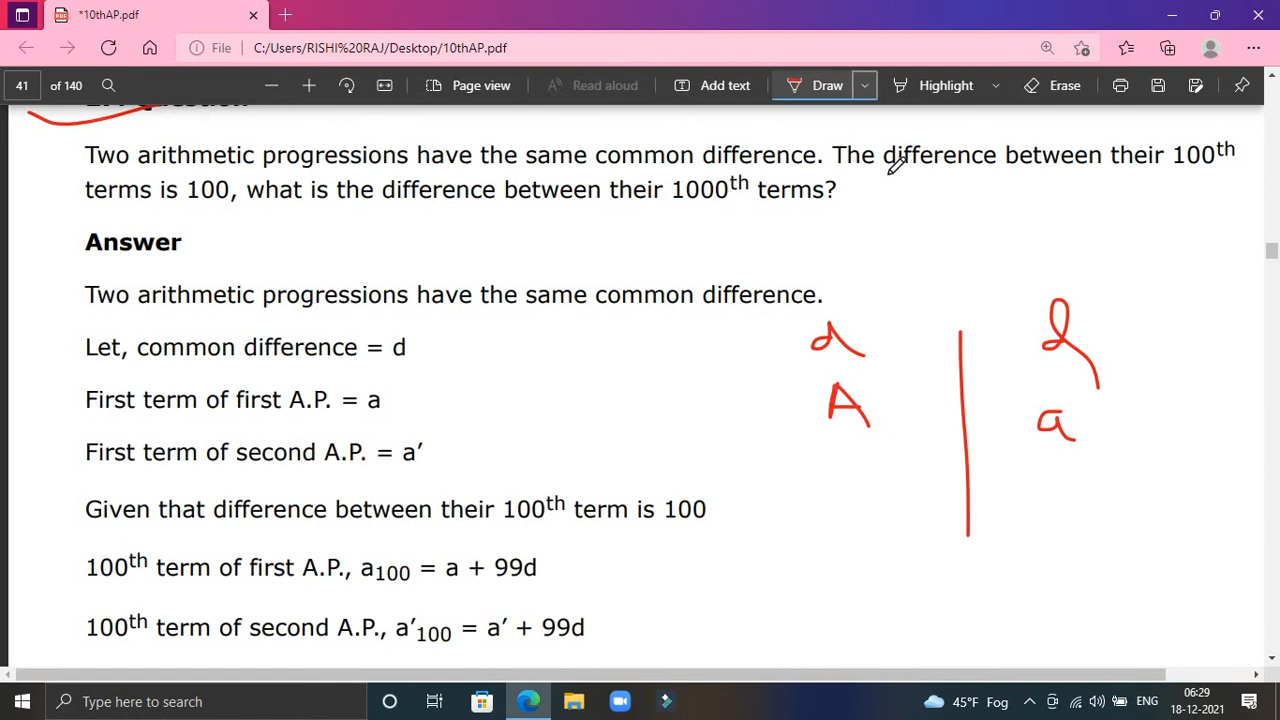 *10thAP.pdf
File C:/Users/RISHI%20RAJ/Desktop/10thAP.pdf
41 of 140 Page view Read aloud Add text Draw Highlight Erase
Two arithmetic progressions have the same common difference. The difference between their 100th
terms is 100, what is the difference between their 1000th terms?
Answer
Two arithmetic progressions have the same common difference.
d d
Let, common difference = d
First term of first A.P. = a
A a
First term of second A.P. = a′
Given that difference between their 100th term is 100
100th term of first A.P., a100 = a + 99d
100th term of second A.P., a′100 = a′ + 99d
Type here to search 45°F Fog ENG 06:29
18-12-2021